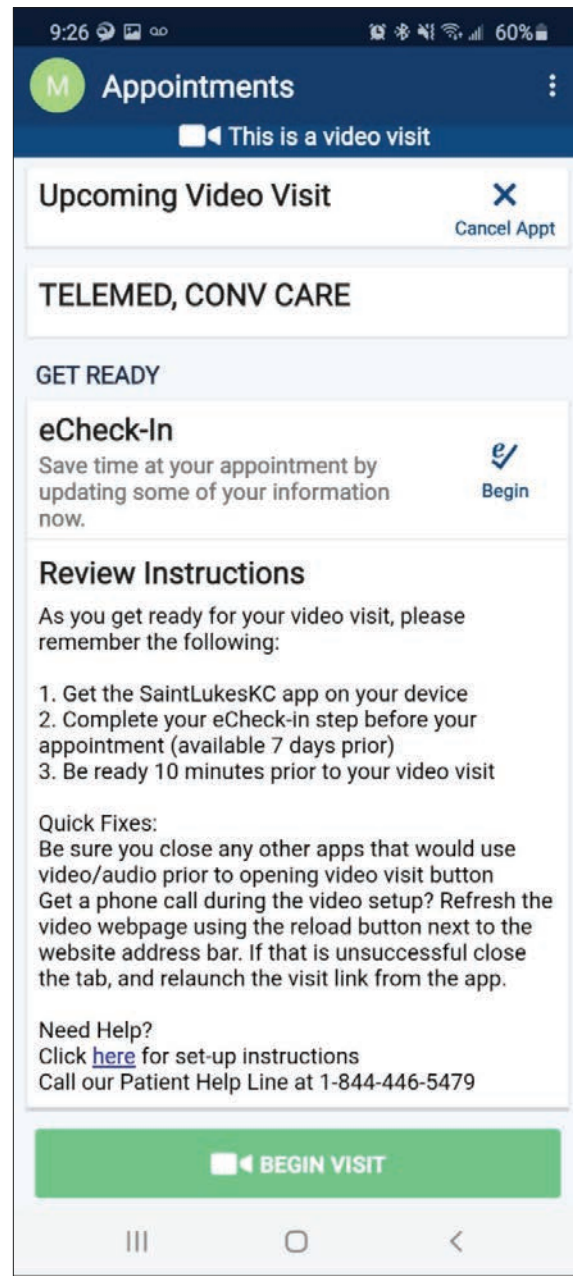 9:26 60%
M Appointments
This is a video visit
Upcoming Video Visit
Cancel Appt
TELEMED, CONV CARE
GET READY
eCheck-In
Save time at your appointment by
updating some of your information
now.
Begin
Review Instructions
As you get ready for your video visit, please
remember the following:
1. Get the SaintLukesKC app on your device
2. Complete your eCheck-in step before your
appointment (available 7 days prior)
3. Be ready 10 minutes prior to your video visit
Quick Fixes:
Be sure you close any other apps that would use
video/audio prior to opening video visit button
Get a phone call during the video setup? Refresh the
video webpage using the reload button next to the
website address bar. If that is unsuccessful close
the tab, and relaunch the visit link from the app.
Need Help?
Click here for set-up instructions
Call our Patient Help Line at 1-844-446-5479
BEGIN VISIT